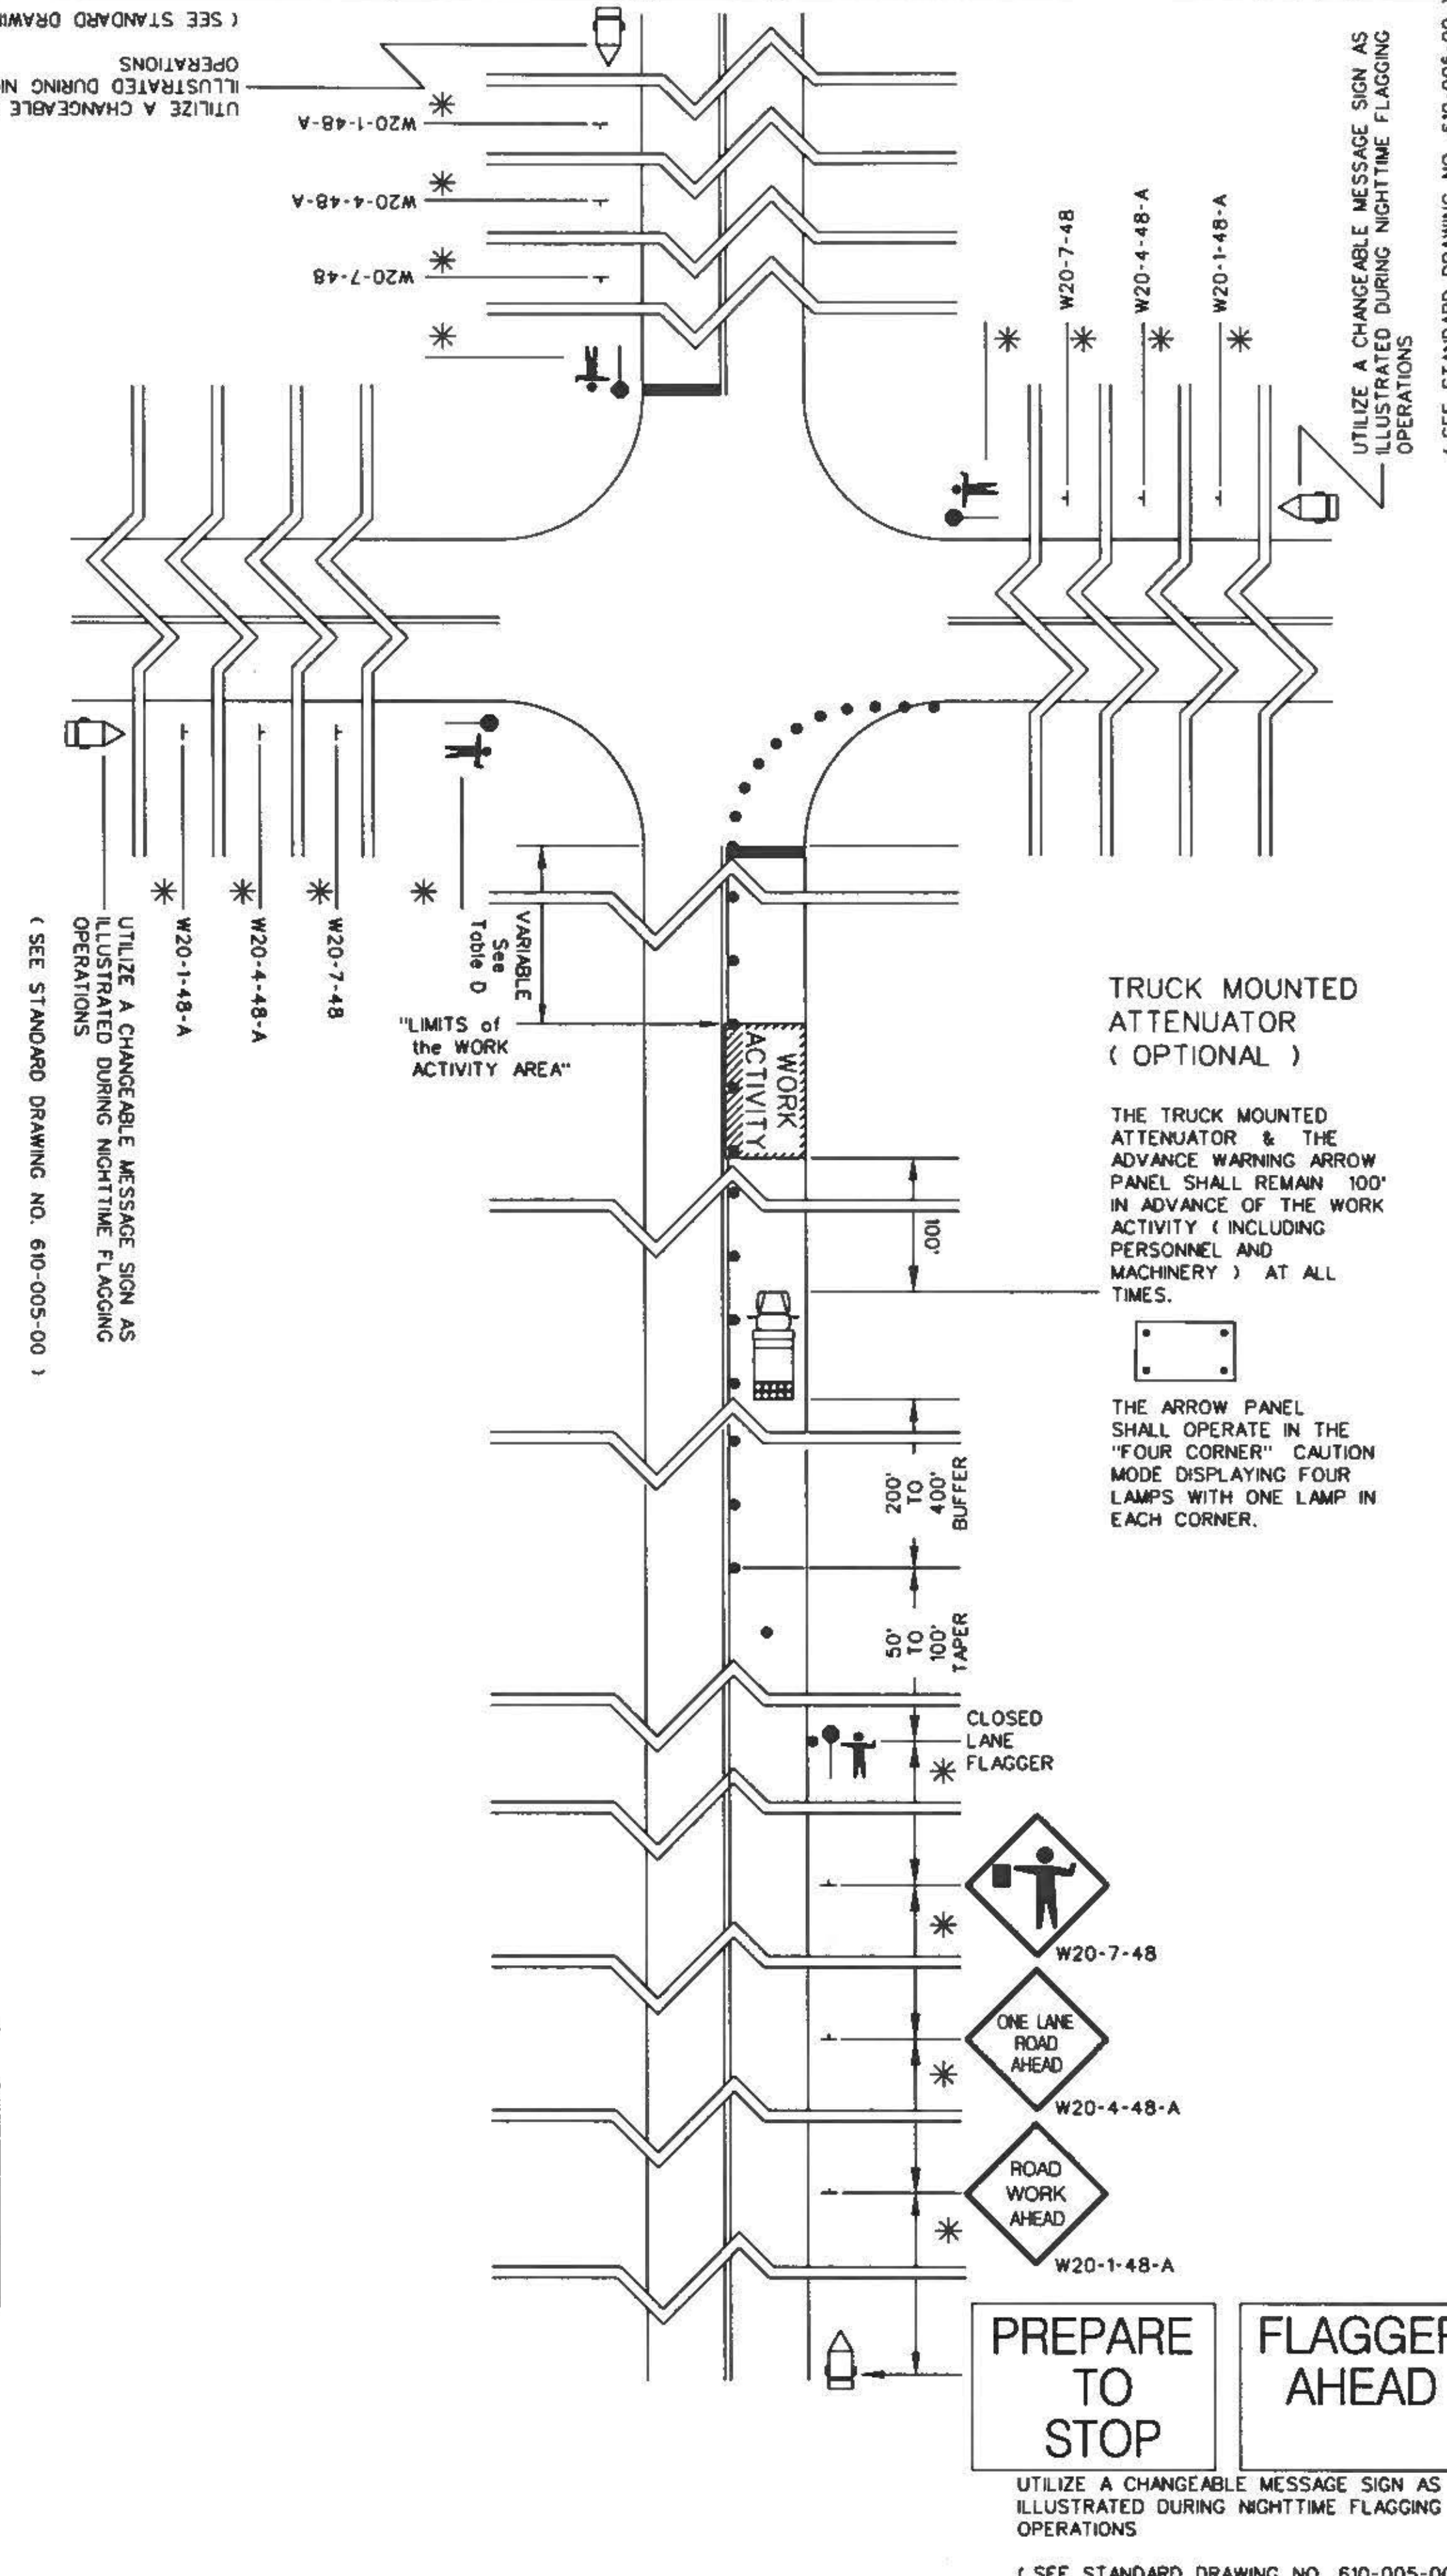 ( SEE STANDARD
UTILIZE A CHANGEABLE
ILLUSTRATED DURING
OPERATIONS
W20-1-48-A
W20-4-48-A
W20-7-48
W20-7-48
W20-4-48-A
W20-1-48-A
UTILIZE A CHANGEABLE MESSAGE SIGN AS
ILLUSTRATED DURING NIGHTTIME FLAGGING
OPERATIONS
W20-7-48
W20-4-48-A
W20-1-48-A
UTILIZE A CHANGEABLE MESSAGE SIGN AS
ILLUSTRATED DURING NIGHTTIME FLAGGING
OPERATIONS
( SEE STANDARD DRAWING NO. 610-005-00 )
VARIABLE
See
Table D
"LIMITS of
the WORK
ACTIVITY AREA"
WORK
ACTIVITY
TRUCK MOUNTED
ATTENUATOR
( OPTIONAL )
THE TRUCK MOUNTED
ATTENUATOR & THE
ADVANCE WARNING ARROW
PANEL SHALL REMAIN 100'
IN ADVANCE OF THE WORK
ACTIVITY ( INCLUDING
PERSONNEL AND
MACHINERY ) AT ALL
TIMES.
100'
THE ARROW PANEL
SHALL OPERATE IN THE
"FOUR CORNER" CAUTION
MODE DISPLAYING FOUR
LAMPS WITH ONE LAMP IN
EACH CORNER.
200'
TO
400'
BUFFER
50'
TO
100'
TAPER
CLOSED
LANE
FLAGGER
W20-7-48
ONE LANE
ROAD
AHEAD
W20-4-48-A
ROAD
WORK
AHEAD
W20-1-48-A
PREPARE
TO
STOP
FLAGGER
AHEAD
UTILIZE A CHANGEABLE MESSAGE SIGN AS
ILLUSTRATED DURING NIGHTTIME FLAGGING
OPERATIONS
( SEE STANDARD DRAWING NO. 610-005-00